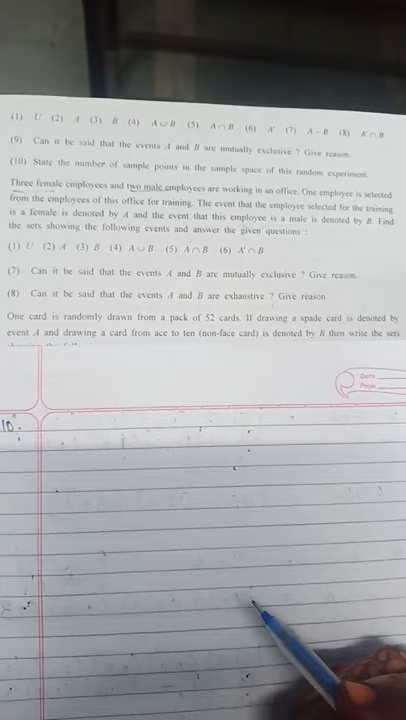 (1) U (2) A (3) B (4) A ∪ B (5) A ∩ B (6) A' (7) A – B (8) A' ∩ B
(9) Can it be said that the events A and B are mutually exclusive ? Give reason.
(10) State the number of sample points in the sample space of this random experiment.
Three female employees and two male employees are working in an office. One employee is selected
from the employees of this office for training. The event that the employee selected for the training
is a female is denoted by A and the event that this employee is a male is denoted by B. Find
the sets showing the following events and answer the given questions :
(1) U (2) A (3) B (4) A ∪ B (5) A ∩ B (6) A' ∩ B
(7) Can it be said that the events A and B are mutually exclusive ? Give reason.
(8) Can it be said that the events A and B are exhaustive ? Give reason.
One card is randomly drawn from a pack of 52 cards. If drawing a spade card is denoted by
event A and drawing a card from ace to ten (non-face card) is denoted by B then write the sets
Date
Page
10.